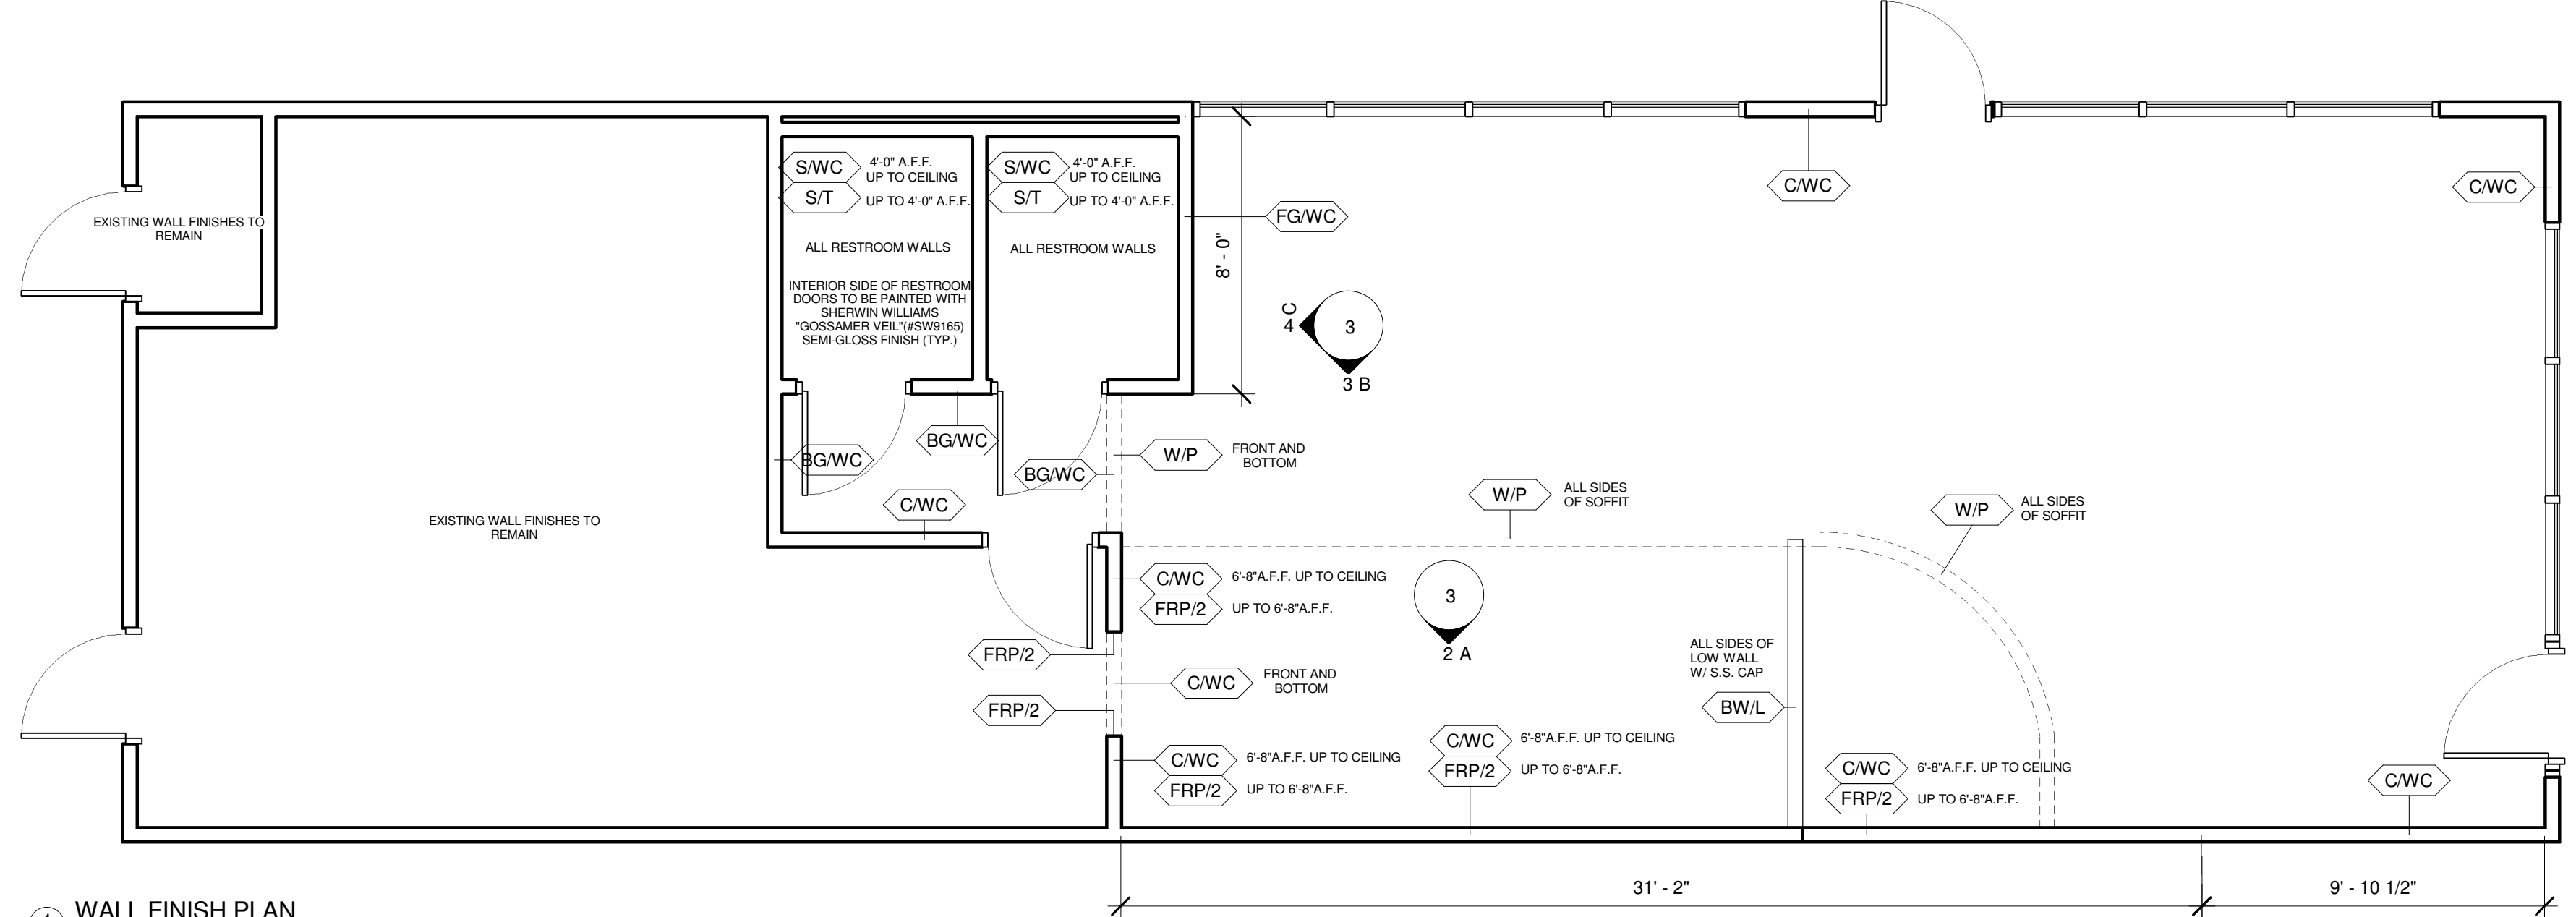 S/WC
4'-0" A.F.F.
UP TO CEILING
S/T
UP TO 4'-0" A.F.F.
ALL RESTROOM WALLS
INTERIOR SIDE OF RESTROOM
DOORS TO BE PAINTED WITH
SHERWIN WILLIAMS
"GOSSAMER VEIL"(#SW9165)
SEMI-GLOSS FINISH (TYP.)
S/WC
4'-0" A.F.F.
UP TO CEILING
S/T
UP TO 4'-0" A.F.F.
ALL RESTROOM WALLS
FG/WC
8' - 0"
C/WC
C/WC
EXISTING WALL FINISHES TO
REMAIN
3
4 C
3 B
BG/WC
BG/WC
BG/WC
C/WC
W/P
FRONT AND
BOTTOM
W/P
ALL SIDES
OF SOFFIT
W/P
ALL SIDES
OF SOFFIT
EXISTING WALL FINISHES TO
REMAIN
C/WC
6'-8"A.F.F. UP TO CEILING
FRP/2
UP TO 6'-8"A.F.F.
3
2 A
FRP/2
C/WC
FRONT AND
BOTTOM
FRP/2
ALL SIDES OF
LOW WALL
W/ S.S. CAP
BW/L
C/WC
6'-8"A.F.F. UP TO CEILING
FRP/2
UP TO 6'-8"A.F.F.
C/WC
6'-8"A.F.F. UP TO CEILING
FRP/2
UP TO 6'-8"A.F.F.
C/WC
6'-8"A.F.F. UP TO CEILING
FRP/2
UP TO 6'-8"A.F.F.
C/WC
31' - 2"
9' - 10 1/2"
WALL FINISH PLAN